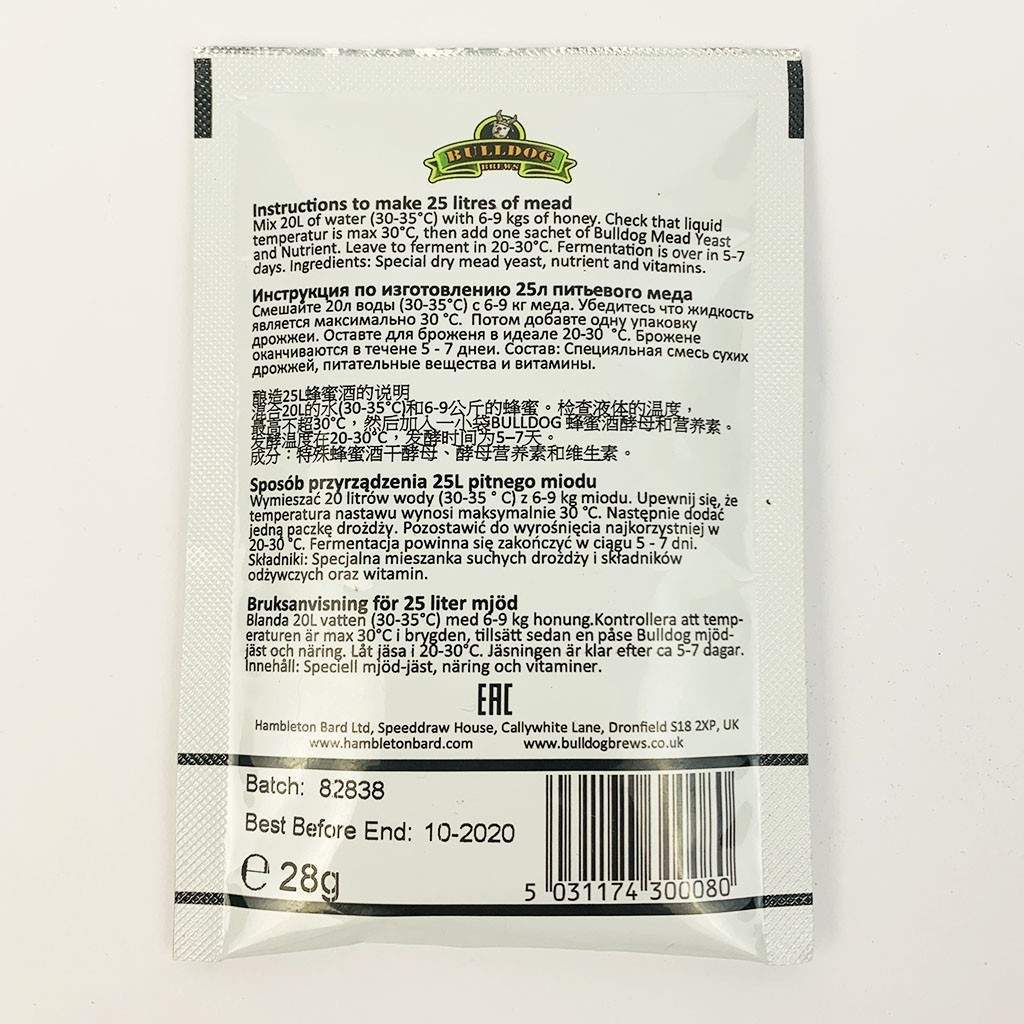 BULLDOG
BREWS
Instructions to make 25 litres of mead
Mix 20L of water (30-35°C) with 6-9 kgs of honey. Check that liquid
temperatur is max 30°C, then add one sachet of Bulldog Mead Yeast
and Nutrient. Leave to ferment in 20-30°C. Fermentation is over in 5-7
days. Ingredients: Special dry mead yeast, nutrient and vitamins.
Инструкция по изготовлению 25л питьевого меда
Смешайте 20л воды (30-35°C) с 6-9 кг меда. Убедитесь что жидкость
является максимально 30 °C. Потом добавте одну упаковку
дрожжеи. Оставте для броженя в идеале 20-30 °C. Брожене
оканчиваются в течене 5 - 7 днеи. Состав: Специяльная смесь сухих
дрожжей, питательные вещества и витамины.
酿造25L蜂蜜酒的说明
混合20L的水(30-35°C)和6-9公斤的蜂蜜。检查液体的温度，
最高不超30°C，然后加入一小袋BULLDOG 蜂蜜酒酵母和营养素。
发酵温度在20-30°C，发酵时间为5–7天。
成分：特殊蜂蜜酒干酵母、酵母营养素和维生素。
Sposób przyrządzenia 25L pitnego miodu
Wymieszać 20 litrów wody (30-35 ° C) z 6-9 kg miodu. Upewnij się, że
temperatura nastawu wynosi maksymalnie 30 °C. Następnie dodać
jedną paczkę drożdży. Pozostawić do wyrośnięcia najkorzystniej w
20-30 °C. Fermentacja powinna się zakończyć w ciągu 5 - 7 dni.
Składniki: Specjalna mieszanka suchych drożdży i składników
odżywczych oraz witamin.
Bruksanvisning för 25 liter mjöd
Blanda 20L vatten (30-35°C) med 6-9 kg honung.Kontrollera att temp-
eraturen är max 30°C i brygden, tillsätt sedan en påse Bulldog mjöd-
jäst och näring. Låt jäsa i 20-30°C. Jäsningen är klar efter ca 5-7 dagar.
Innehåll: Speciell mjöd-jäst, näring och vitaminer.
EAC
Hambleton Bard Ltd, Speeddraw House, Callywhite Lane, Dronfield S18 2XP, UK
www.hambletonbard.com www.bulldogbrews.co.uk
Batch: 82838
Best Before End: 10-2020
℮ 28g
5 031174 300080